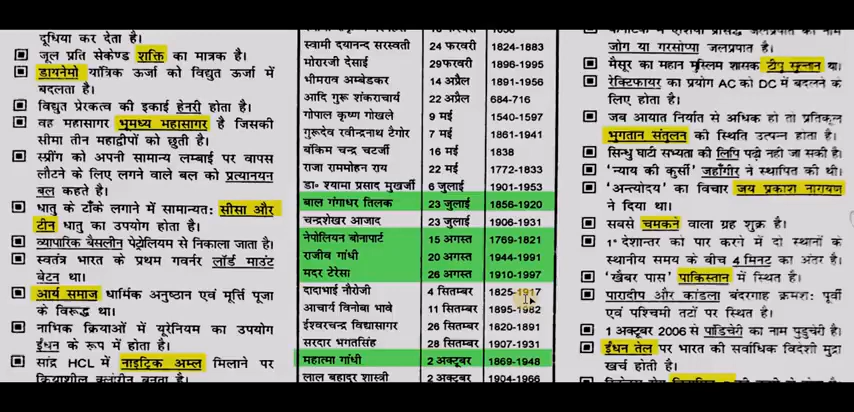 दूधिया कर देता है।
जूल प्रति सेकेण्ड शक्ति का मात्रक है।
डायनेमो यांत्रिक ऊर्जा को विद्युत ऊर्जा में
बदलता है।
विद्युत प्रेरकत्व की इकाई हेनरी होता है।
वह महासागर भूमध्य महासागर है जिसकी
सीमा तीन महाद्वीपों को छूती है।
स्प्रींग को अपनी सामान्य लम्बाई पर वापस
लौटने के लिए लगने वाले बल को प्रत्यानयन
बल कहते है।
धातु के टाँके लगाने में सामान्यत: सीसा और
टीन धातु का उपयोग होता है।
व्यापारिक वैसलीन पेट्रोलियम से निकाला जाता है।
स्वतंत्र भारत के प्रथम गवर्नर लॉर्ड माउंट
बेटन था।
आर्य समाज धार्मिक अनुष्ठान एवं मूर्त्ति पूजा
के विरूद्ध था।
नाभिक क्रियाओं में यूरेनियम का उपयोग
ईंधन के रूप में होता है।
सांद्र HCL में नाइट्रिक अम्ल मिलाने पर
स्वामी दयानन्द सरस्वती 24 फरवरी 1824-1883
मोरारजी देसाई 29फरवरी 1896-1995
भीमराव अम्बेडकर 14 अप्रैल 1891-1956
आदि गुरू शंकराचार्य 22 अप्रैल 684-716
गोपाल कृष्ण गोखले 9 मई 1540-1597
गुरूदेव रवीन्द्रनाथ टैगोर 7 मई 1861-1941
बंकिम चन्द्र चटर्जी 16 मई 1838
राजा राममोहन राय 22 मई 1772-1833
डा० श्यामा प्रसाद मुखर्जी 6 जुलाई 1901-1953
बाल गंगाधर तिलक 23 जुलाई 1856-1920
चन्द्रशेखर आजाद 23 जुलाई 1906-1931
नेपोलियन बोनापार्ट 15 अगस्त 1769-1821
राजीव गांधी 20 अगस्त 1944-1991
मदर टेरेसा 26 अगस्त 1910-1997
दादाभाई नौरोजी 4 सितम्बर 1825-1917
आचार्य विनोबा भावे 11 सितम्बर 1895-1982
ईश्वरचन्द्र विद्यासागर 26 सितम्बर 1820-1891
सरदार भगतसिंह 28 सितम्बर 1907-1931
महात्मा गांधी 2 अक्टूबर 1869-1948
लाल बहादुर शास्त्री 2 अक्टूबर 1904-1966
जोग या गरसोप्पा जलप्रपात है।
मैसूर का महान मुस्लिम शासक टीपू सुल्तान था।
रेक्टिफायर का प्रयोग AC को DC में बदलने के
लिए होता है।
जब आयात निर्यात से अधिक हो तो प्रतिकूल
भुगतान संतुलन की स्थिति उत्पन्न होता है।
सिन्धु घाटी सभ्यता की लिपि पढ़ी नही जा सकी है।
'न्याय की कुर्सी' जहाँगीर ने स्थापित की थी।
'अन्त्योदय' का विचार जय प्रकाश नारायण
ने दिया था।
सबसे चमकने वाला ग्रह शुक्र है।
1° देशान्तर को पार करने में दो स्थानों के
स्थानीय समय के बीच 4 मिनट का अंतर है।
'खैबर पास' पाकिस्तान में स्थित है।
पारादीप और कांडला बंदरगाह क्रमश: पूर्वी
एवं पश्चिमी तटों पर स्थित है।
1 अक्टूबर 2006 से पांडिचेरी का नाम पुडुचेरी है।
ईंधन तेल पर भारत की सर्वाधिक विदेशी मुद्रा
खर्च होता है।